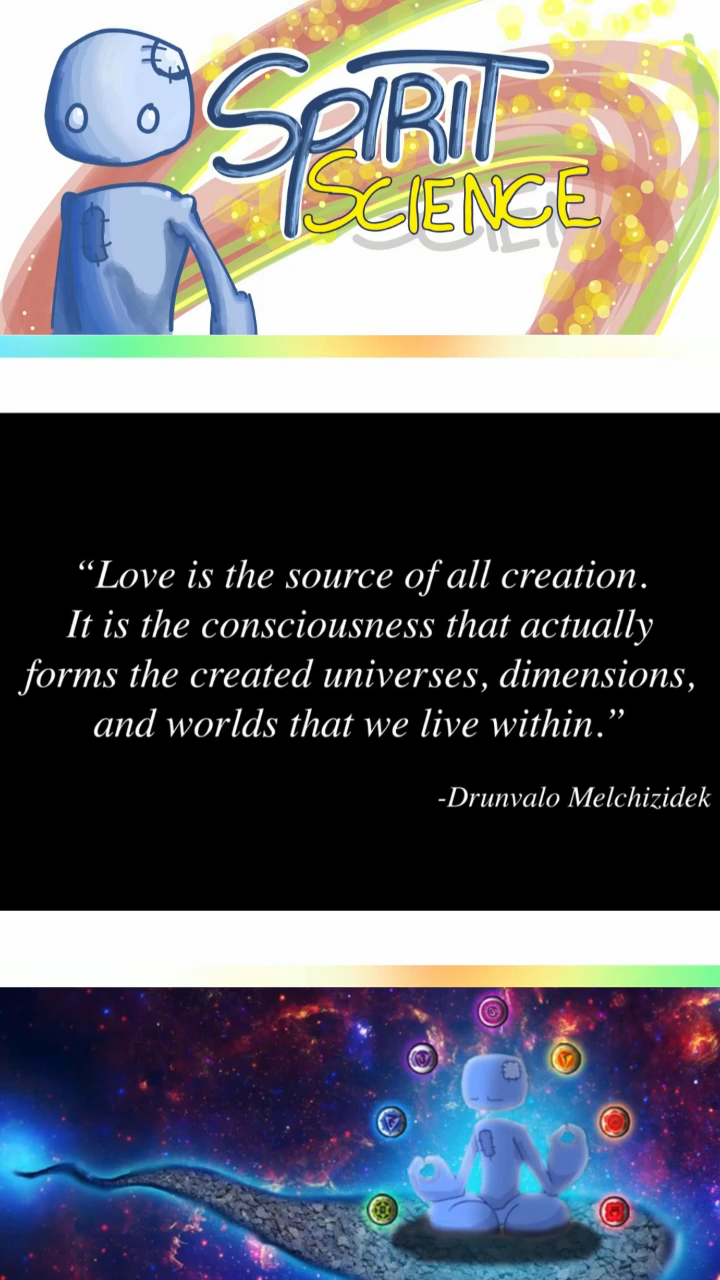 SPIRIT
SCIENCE
“Love is the source of all creation.
It is the consciousness that actually
forms the created universes, dimensions,
and worlds that we live within.”
-Drunvalo Melchizidek